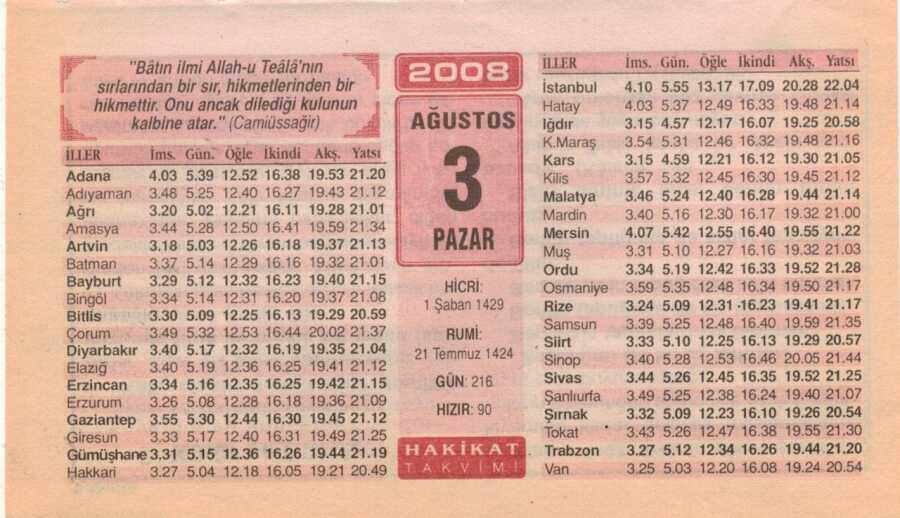 "Bâtın ilmi Allah-u Teâlâ'nın
sırlarından bir sır, hikmetlerinden bir
hikmettir. Onu ancak dilediği kulunun
kalbine atar." (Camiüssağir)
İLLER İms. Gün. Öğle İkindi Akş. Yatsı
Adana 4.03 5.39 12.52 16.38 19.53 21.20
Adıyaman 3.48 5.25 12.40 16.27 19.43 21.12
Ağrı 3.20 5.02 12.21 16.11 19.28 21.01
Amasya 3.44 5.28 12.50 16.41 19.59 21.34
Artvin 3.18 5.03 12.26 16.18 19.37 21.13
Batman 3.37 5.14 12.29 16.16 19.32 21.01
Bayburt 3.29 5.12 12.32 16.23 19.40 21.15
Bingöl 3.34 5.14 12.31 16.20 19.37 21.08
Bitlis 3.30 5.09 12.25 16.13 19.29 20.59
Çorum 3.49 5.32 12.53 16.44 20.02 21.37
Diyarbakır 3.40 5.17 12.32 16.19 19.35 21.04
Elazığ 3.40 5.19 12.36 16.25 19.41 21.12
Erzincan 3.34 5.16 12.35 16.25 19.42 21.15
Erzurum 3.26 5.08 12.28 16.18 19.36 21.09
Gaziantep 3.55 5.30 12.44 16.30 19.45 21.12
Giresun 3.33 5.17 12.40 16.31 19.49 21.25
Gümüşhane 3.31 5.15 12.36 16.26 19.44 21.19
Hakkari 3.27 5.04 12.18 16.05 19.21 20.49
2008
AĞUSTOS
3
PAZAR
HİCRİ:
1 Şaban 1429
RUMİ:
21 Temmuz 1424
GÜN: 216
HIZIR: 90
HAKİKAT
TAKVİMİ
İLLER İms. Gün. Öğle İkindi Akş. Yatsı
İstanbul 4.10 5.55 13.17 17.09 20.28 22.04
Hatay 4.03 5.37 12.49 16.33 19.48 21.14
Iğdır 3.15 4.57 12.17 16.07 19.25 20.58
K.Maraş 3.54 5.31 12.46 16.32 19.48 21.16
Kars 3.15 4.59 12.21 16.12 19.30 21.05
Kilis 3.57 5.32 12.45 16.30 19.45 21.12
Malatya 3.46 5.24 12.40 16.28 19.44 21.14
Mardin 3.40 5.16 12.30 16.17 19.32 21.00
Mersin 4.07 5.42 12.55 16.40 19.55 21.22
Muş 3.31 5.10 12.27 16.16 19.32 21.03
Ordu 3.34 5.19 12.42 16.33 19.52 21.28
Osmaniye 3.59 5.35 12.48 16.34 19.50 21.17
Rize 3.24 5.09 12.31 16.23 19.41 21.17
Samsun 3.39 5.25 12.48 16.40 19.59 21.35
Siirt 3.33 5.10 12.25 16.13 19.29 20.57
Sinop 3.40 5.28 12.53 16.46 20.05 21.44
Sivas 3.44 5.26 12.45 16.35 19.52 21.25
Şanlıurfa 3.49 5.25 12.38 16.24 19.40 21.07
Şırnak 3.32 5.09 12.23 16.10 19.26 20.54
Tokat 3.43 5.26 12.47 16.38 19.55 21.30
Trabzon 3.27 5.12 12.34 16.26 19.44 21.20
Van 3.25 5.03 12.20 16.08 19.24 20.54